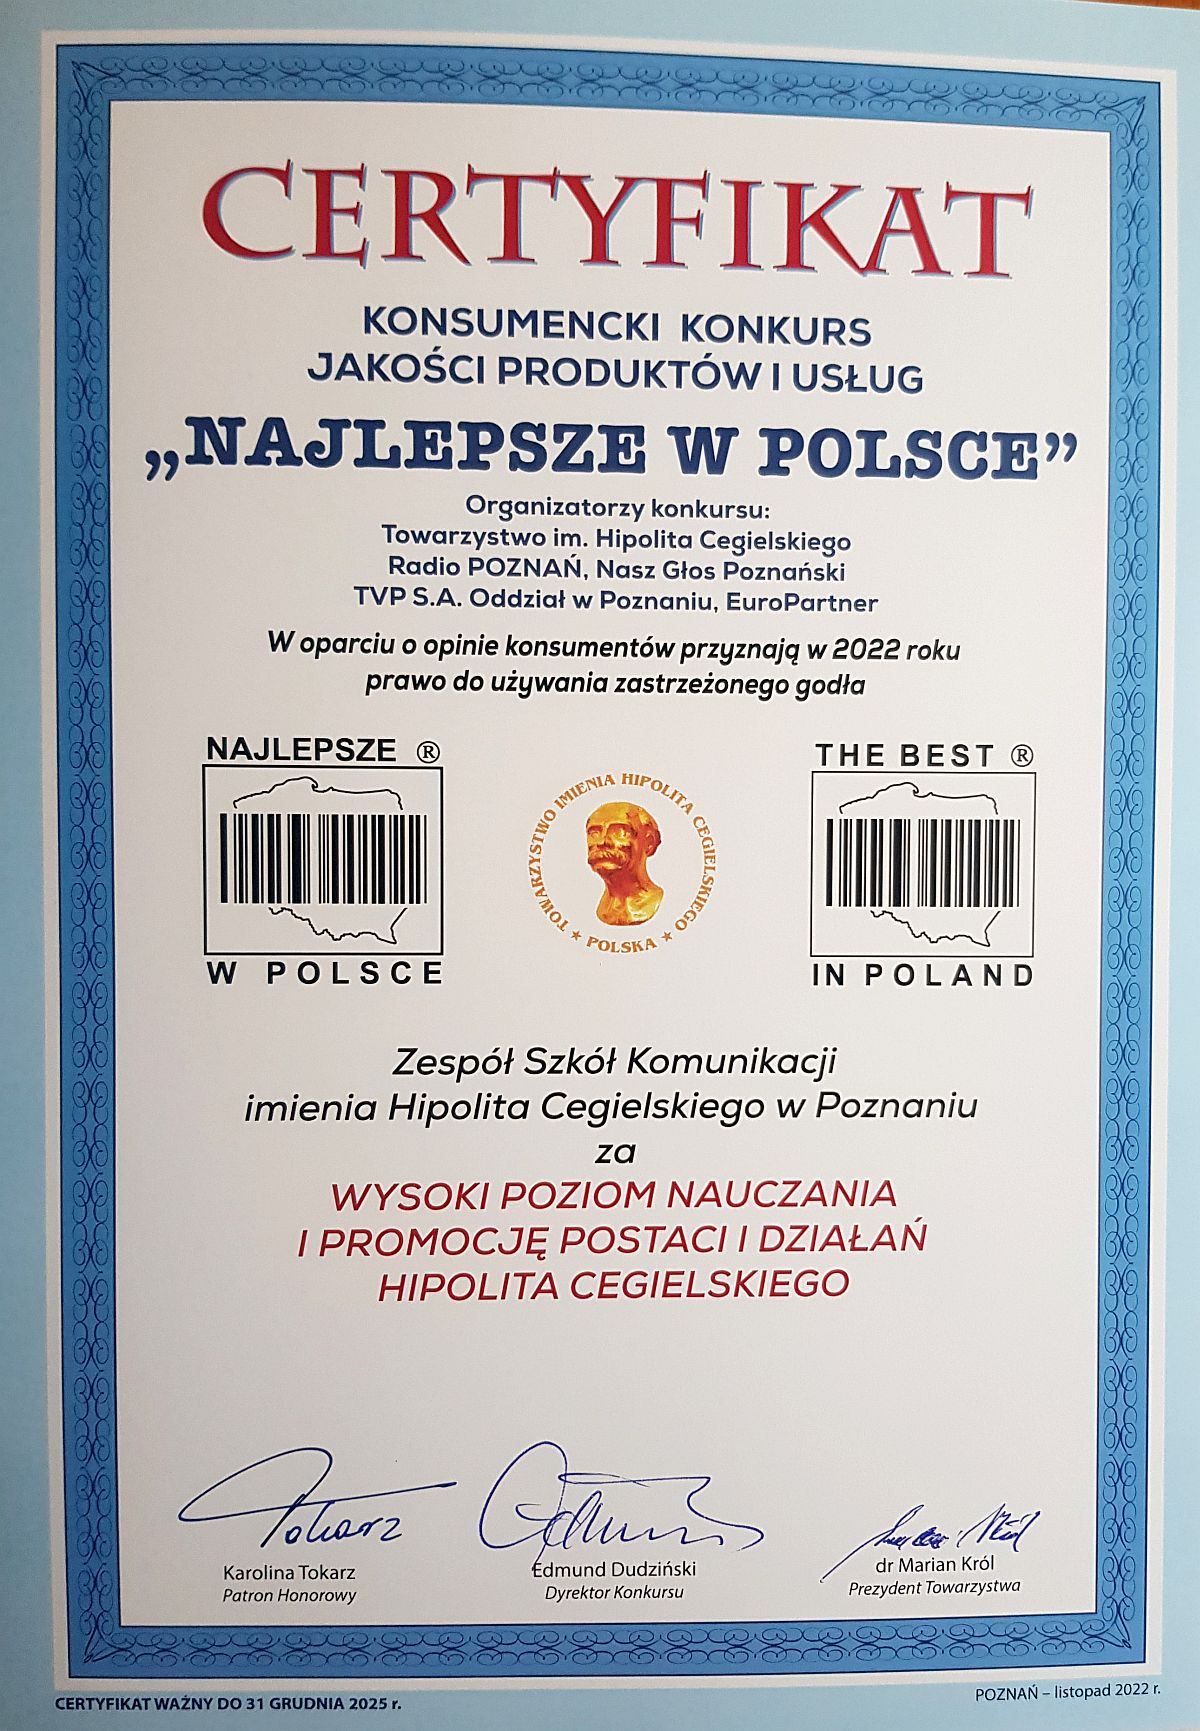 CERTYFIKAT
KONSUMENCKI KONKURS
JAKOŚCI PRODUKTÓW I USŁUG
„NAJLEPSZE W POLSCE”
Organizatorzy konkursu:
Towarzystwo im. Hipolita Cegielskiego
Radio POZNAŃ, Nasz Głos Poznański
TVP S.A. Oddział w Poznaniu, EuroPartner
W oparciu o opinie konsumentów przyznają w 2022 roku
prawo do używania zastrzeżonego godła
NAJLEPSZE ®
W POLSCE
TOWARZYSTWO IMIENIA HIPOLITA CEGIELSKIEGO
★ POLSKA ★
THE BEST ®
IN POLAND
Zespół Szkół Komunikacji
imienia Hipolita Cegielskiego w Poznaniu
za
WYSOKI POZIOM NAUCZANIA
I PROMOCJĘ POSTACI I DZIAŁAŃ
HIPOLITA CEGIELSKIEGO
Tokarz
Karolina Tokarz
Patron Honorowy
Edmund Dudziński
Dyrektor Konkursu
dr Marian Król
Prezydent Towarzystwa
CERTYFIKAT WAŻNY DO 31 GRUDNIA 2025 r.
POZNAŃ – listopad 2022 r.